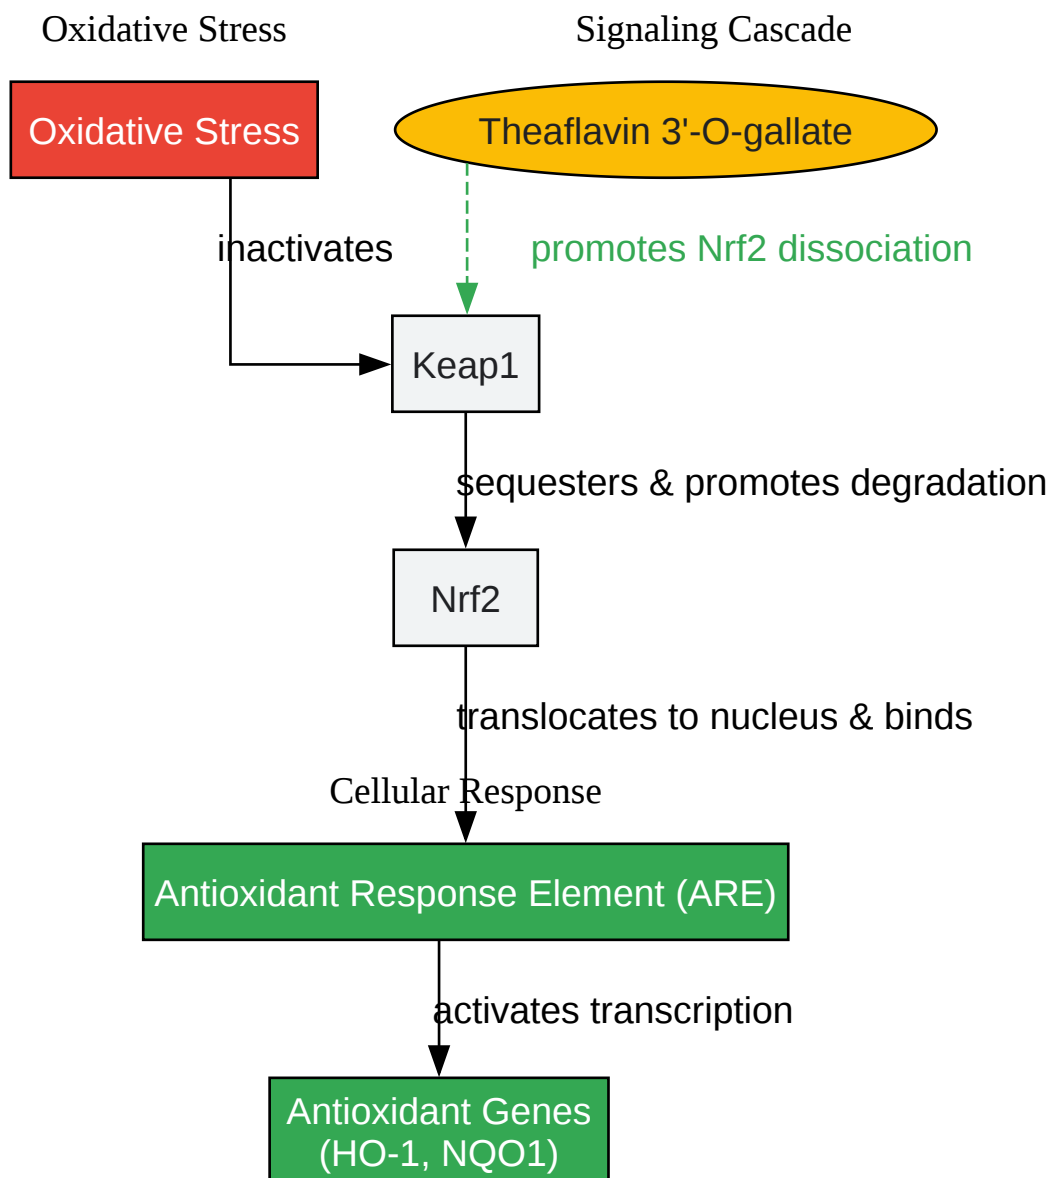 Oxidative Stress
Signaling Cascade
Oxidative Stress
Theaflavin 3'-O-gallate
inactivates
promotes Nrf2 dissociation
Keap1
sequesters & promotes degradation
Nrf2
translocates to nucleus & binds
Cellular Response
Antioxidant Response Element (ARE)
activates transcription
Antioxidant Genes
(HO-1, NQO1)